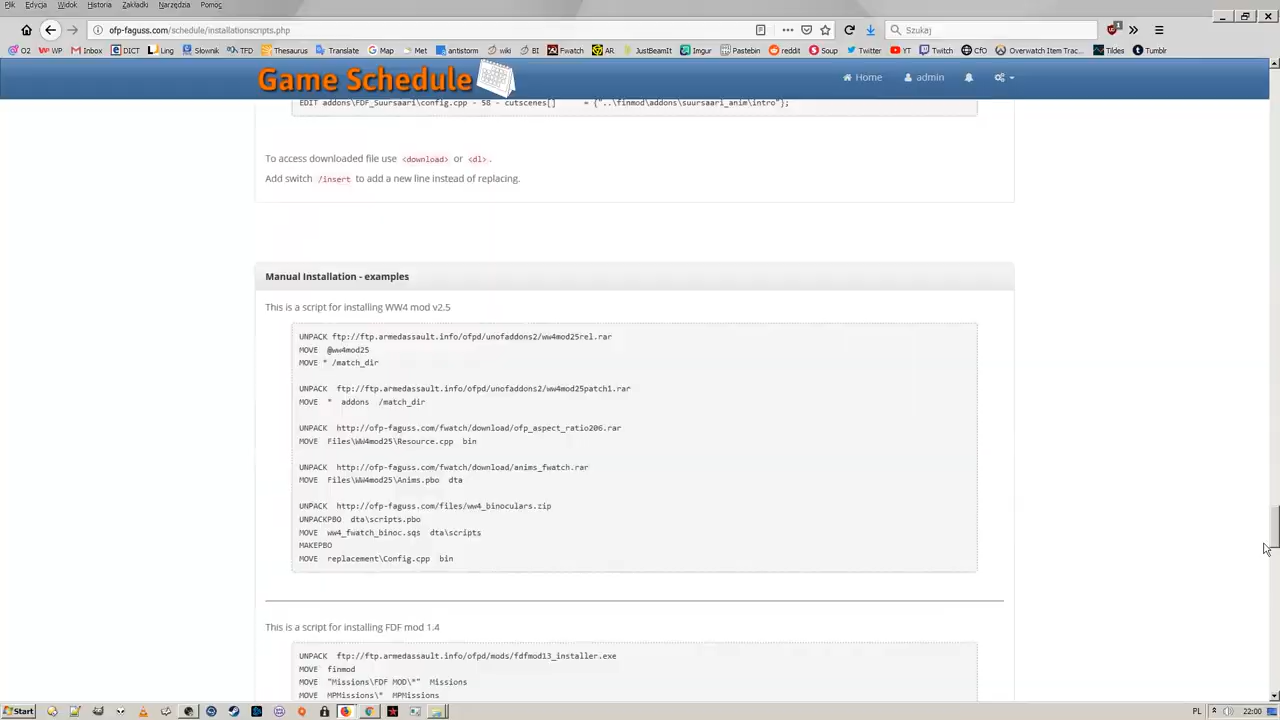 Plik Edycja Widok Historia Zakładki Narzędzia Pomoc
ofp-faguss.com/schedule/installationscripts.php
Szukaj
1
O2 WP Inbox DICT Ling Słownik TFD Thesaurus Translate Map Met antistorm wiki BI Fwatch AR JustBeamIt Imgur Pastebin reddit Soup Twitter YT Twitch CfO Overwatch Item Trac... Tildes Tumblr
Game Schedule
Home admin
EDIT addons\FDF_Suursaari\config.cpp - 58 - cutscenes[] = {"..\finmod\addons\suursaari_anim\intro"};
To access downloaded file use <download> or <dl>.
Add switch /insert to add a new line instead of replacing.
Manual Installation - examples
This is a script for installing WW4 mod v2.5
UNPACK ftp://ftp.armedassault.info/ofpd/unofaddons2/ww4mod25rel.rar
MOVE @ww4mod25
MOVE * /match_dir
UNPACK ftp://ftp.armedassault.info/ofpd/unofaddons2/ww4mod25patch1.rar
MOVE * addons /match_dir
UNPACK http://ofp-faguss.com/fwatch/download/ofp_aspect_ratio206.rar
MOVE Files\WW4mod25\Resource.cpp bin
UNPACK http://ofp-faguss.com/fwatch/download/anims_fwatch.rar
MOVE Files\WW4mod25\Anims.pbo dta
UNPACK http://ofp-faguss.com/files/ww4_binoculars.zip
UNPACKPBO dta\scripts.pbo
MOVE ww4_fwatch_binoc.sqs dta\scripts
MAKEPBO
MOVE replacement\Config.cpp bin
This is a script for installing FDF mod 1.4
UNPACK ftp://ftp.armedassault.info/ofpd/mods/fdfmod13_installer.exe
MOVE finmod
MOVE "Missions\FDF MOD\*" Missions
MOVE MPMissions\* MPMissions
Start
PL 22:00